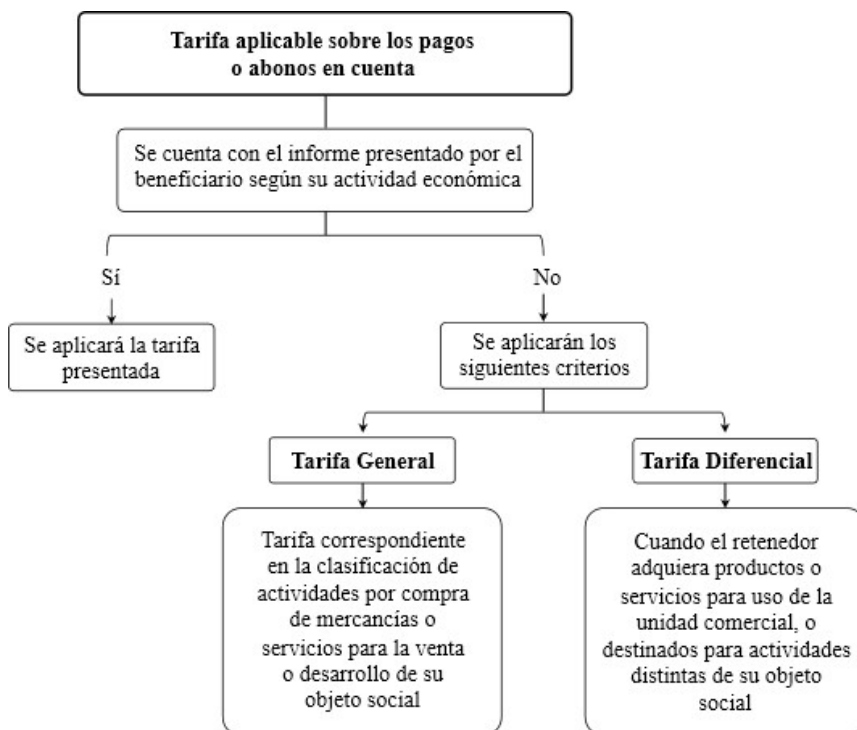 Tarifa aplicable sobre los pagos
o abonos en cuenta
Se cuenta con el informe presentado por el
beneficiario según su actividad económica
Sí
No
Se aplicará la tarifa
presentada
Se aplicarán los
siguientes criterios
Tarifa General
Tarifa Diferencial
Tarifa correspondiente
en la clasificación de
actividades por compra
de mercancías o
servicios para la venta
o desarrollo de su
objeto social
Cuando el retenedor
adquiera productos o
servicios para uso de la
unidad comercial, o
destinados para actividades
distintas de su objeto
social